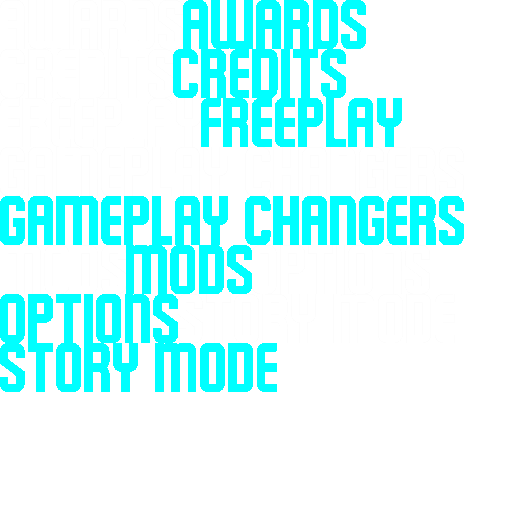 AWARDS
CREDITS
FREEPLAY
GAMEPLAY CHANGERS
MODS
OPTIONS
STORY MODE